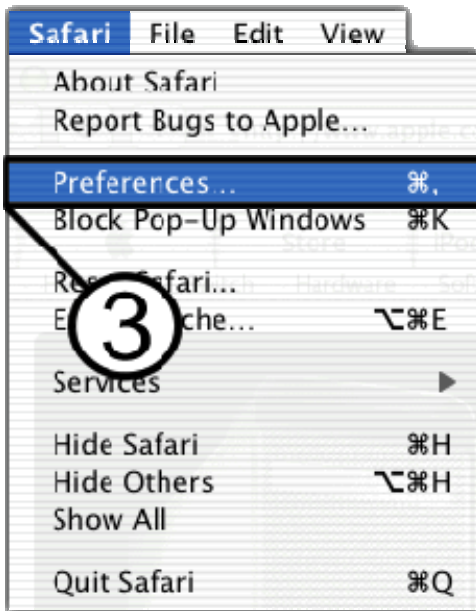 Safari File Edit View
About Safari
Report Bugs to Apple...
Preferences... ⌘,
Block Pop-Up Windows ⌘K
Safari...
⌥⌘E
Services ▶
Hide Safari ⌘H
Hide Others ⌥⌘H
Show All
Quit Safari ⌘Q
3